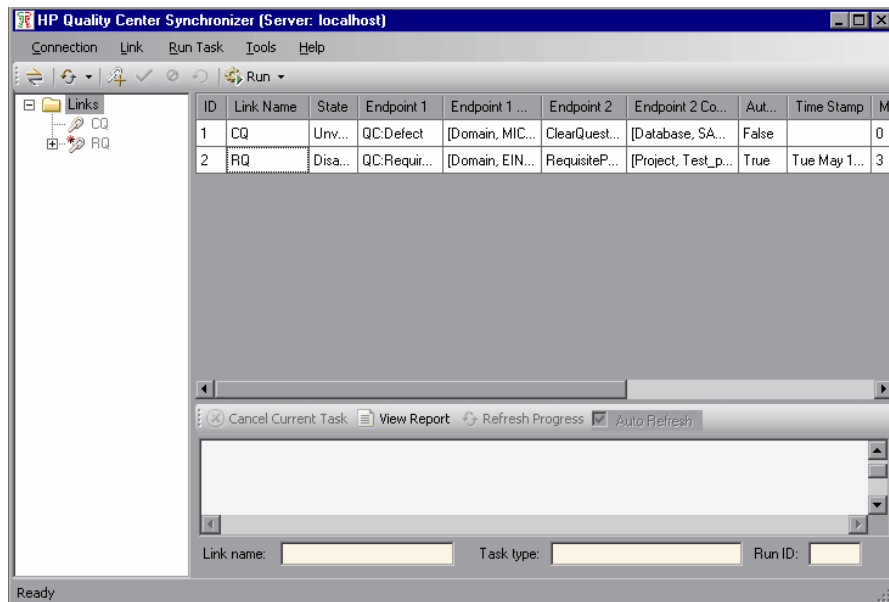 HP Quality Center Synchronizer (Server: localhost)
Connection Link Run Task Tools Help
Run
Links
CQ
RQ
ID Link Name State Endpoint 1 Endpoint 1 ... Endpoint 2 Endpoint 2 Co... Aut... Time Stamp M
1 CQ Unv... QC:Defect [Domain, MIC... ClearQuest... [Database, SA... False 0
2 RQ Disa... QC:Requir... [Domain, EIN... RequisiteP... [Project, Test_p... True Tue May 1... 3
Cancel Current Task View Report Refresh Progress Auto Refresh
Link name: Task type: Run ID:
Ready